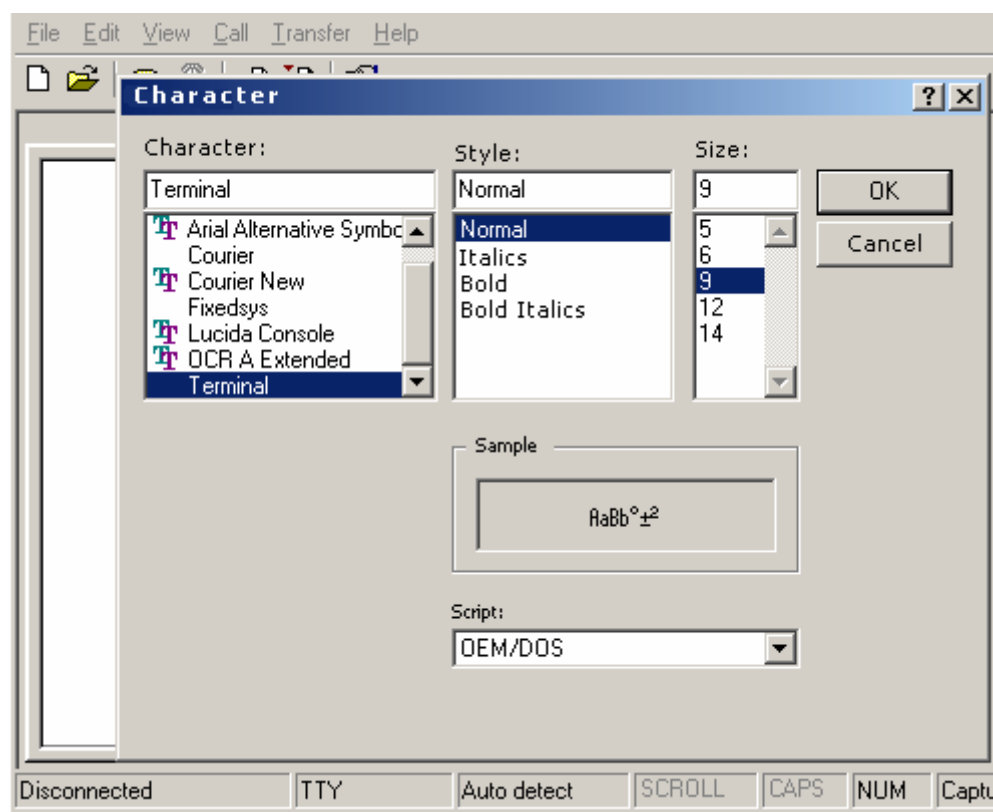 File Edit View Call Transfer Help
Character
Character:
Terminal
Arial Alternative Symbo
Courier
Courier New
Fixedsys
Lucida Console
OCR A Extended
Terminal
Style:
Normal
Normal
Italics
Bold
Bold Italics
Size:
9
5
6
9
12
14
OK
Cancel
Sample
AaBb°±²
Script:
OEM/DOS
Disconnected TTY Auto detect SCROLL CAPS NUM Captu